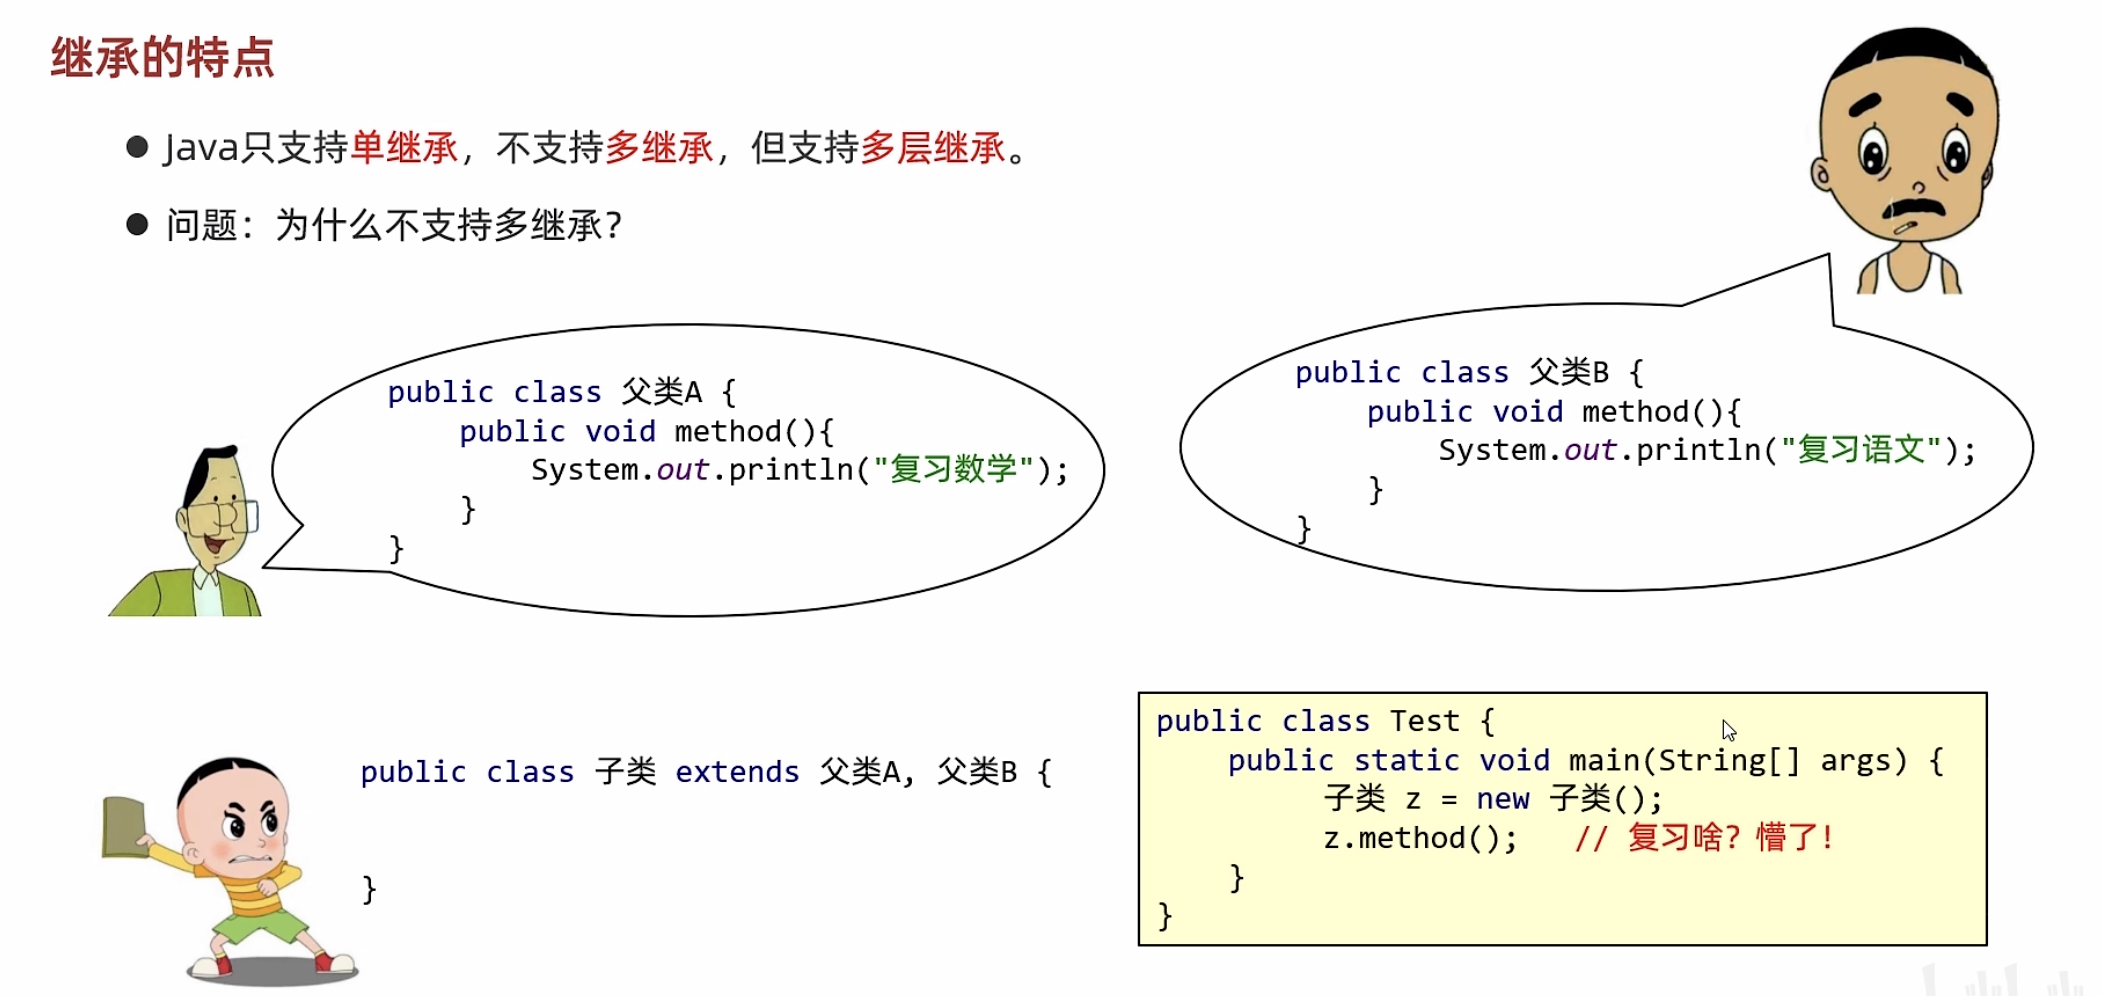 继承的特点
● Java只支持单继承，不支持多继承，但支持多层继承。
● 问题：为什么不支持多继承？
public class 父类A {
    public void method(){
        System.out.println("复习数学");
    }
}
public class 父类B {
    public void method(){
        System.out.println("复习语文");
    }
}
public class 子类 extends 父类A, 父类B {
}
public class Test {
    public static void main(String[] args) {
        子类 z = new 子类();
        z.method();   // 复习啥？懵了！
    }
}